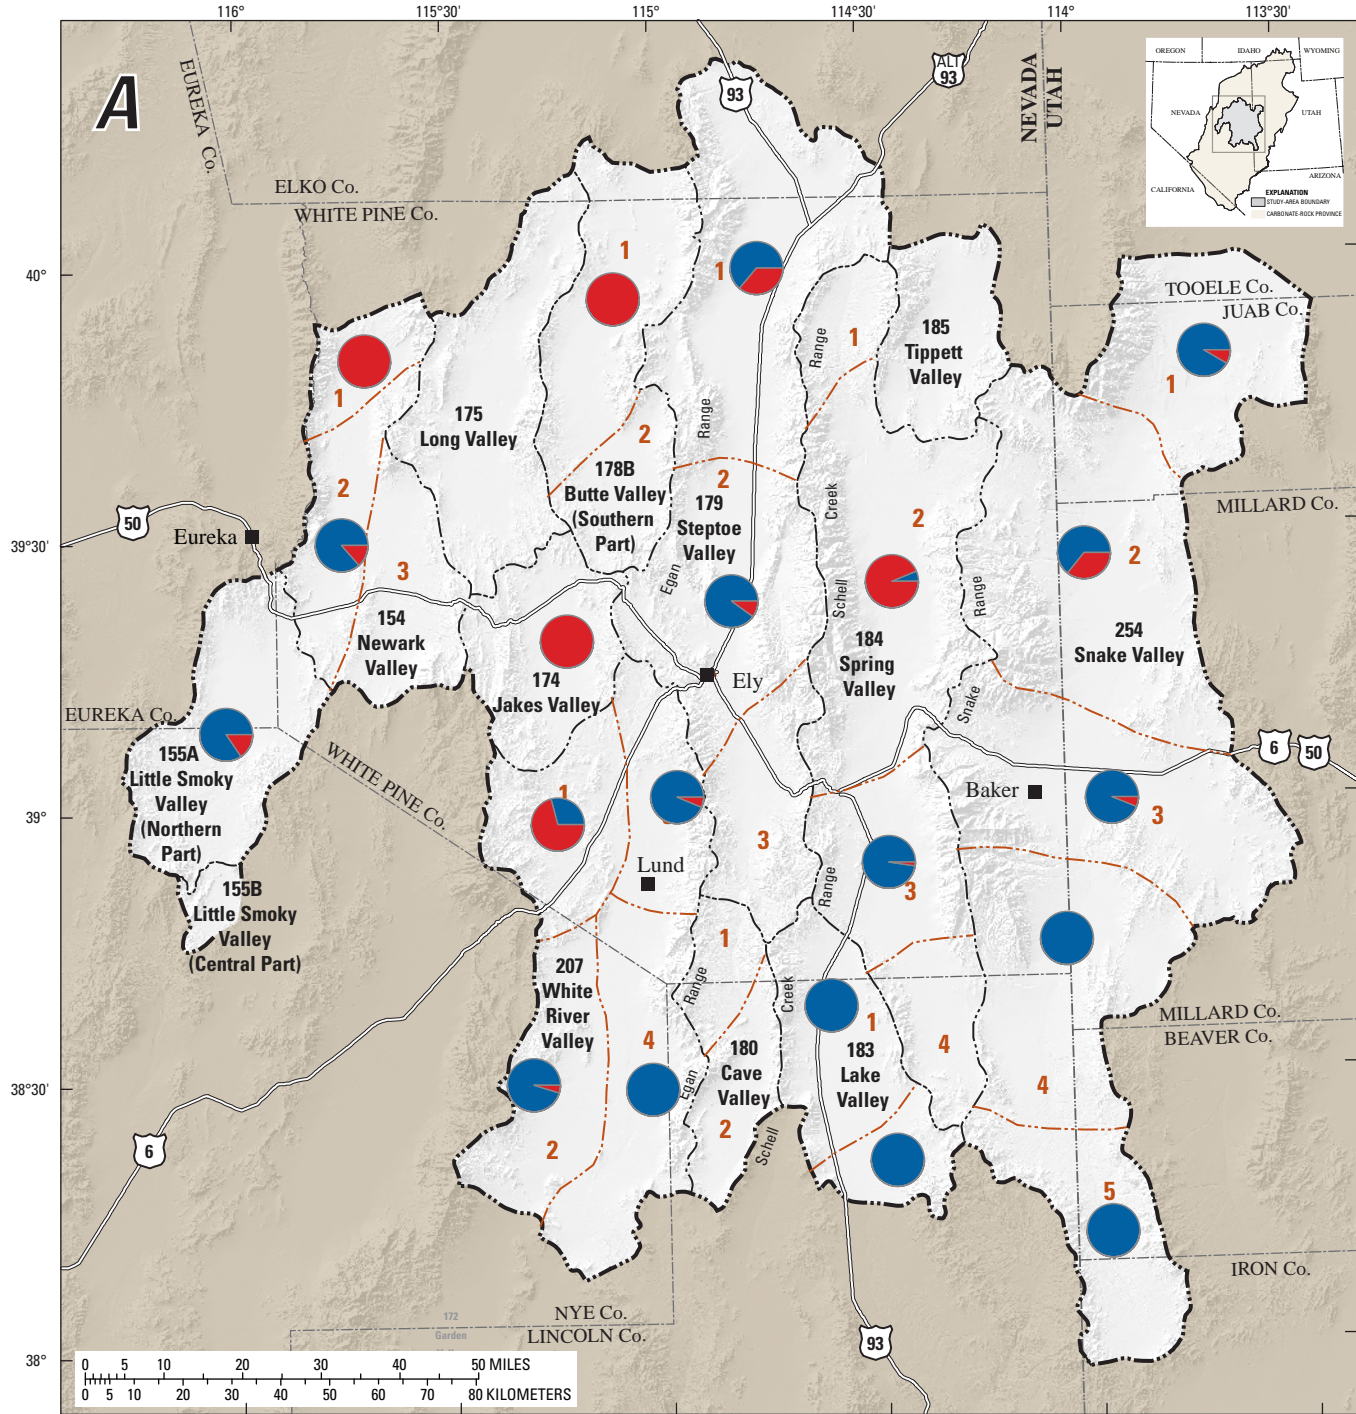 116°
115°30'
115°
114°30'
114°
113°30'
A
EUREKA Co.
93
ALT
93
NEVADA
UTAH
OREGON
IDAHO
WYOMING
NEVADA
UTAH
CALIFORNIA
ARIZONA
EXPLANATION
STUDY-AREA BOUNDARY
CARBONATE-ROCK PROVINCE
ELKO Co.
WHITE PINE Co.
40°
39°30'
39°
38°30'
38°
1
1
1
185
Tippett
Valley
TOOELE Co.
JUAB Co.
1
1
Range
175
Long Valley
Range
2
2
178B
Butte Valley
(Southern
Part)
179
Steptoe
Valley
2
Creek
2
MILLARD Co.
50
Eureka
3
Egan
Schell
Range
2
154
Newark
Valley
184
Spring
Valley
254
Snake Valley
174
Jakes Valley
Ely
Snake
EUREKA Co.
WHITE PINE Co.
6
50
155A
Little Smoky
Valley
(Northern
Part)
1
Baker
3
3
Lund
Range
3
155B
Little Smoky
Valley
(Central Part)
1
207
White
River
Valley
Range
Creek
MILLARD Co.
BEAVER Co.
4
180
Cave
Valley
1
183
Lake
Valley
4
4
Egan
2
2
Schell
6
5
IRON Co.
172
Garden
NYE Co.
LINCOLN Co.
93
0 5 10 20 30 40 50 MILES
0 5 10 20 30 40 50 60 70 80 KILOMETERS